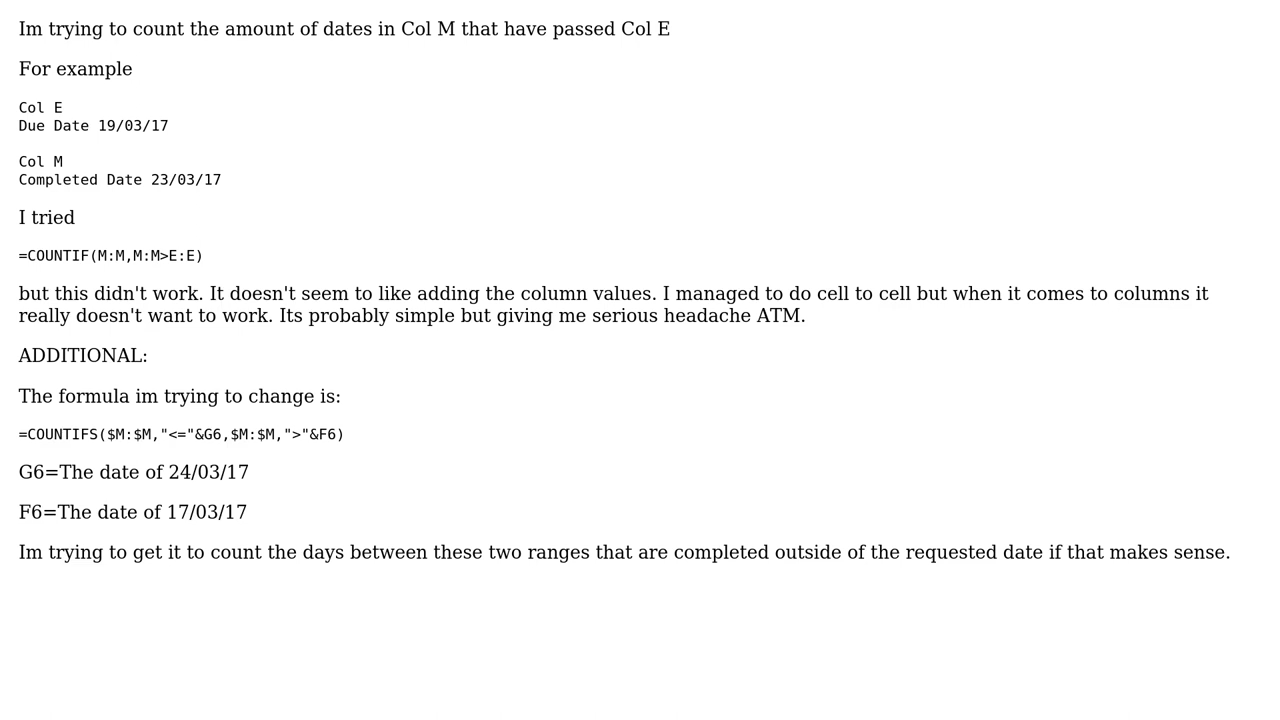 Im trying to count the amount of dates in Col M that have passed Col E
For example
Col E
Due Date 19/03/17
Col M
Completed Date 23/03/17
I tried
=COUNTIF(M:M,M:M>E:E)
but this didn't work. It doesn't seem to like adding the column values. I managed to do cell to cell but when it comes to columns it
really doesn't want to work. Its probably simple but giving me serious headache ATM.
ADDITIONAL:
The formula im trying to change is:
=COUNTIFS($M:$M,"<="&G6,$M:$M,">"&F6)
G6=The date of 24/03/17
F6=The date of 17/03/17
Im trying to get it to count the days between these two ranges that are completed outside of the requested date if that makes sense.